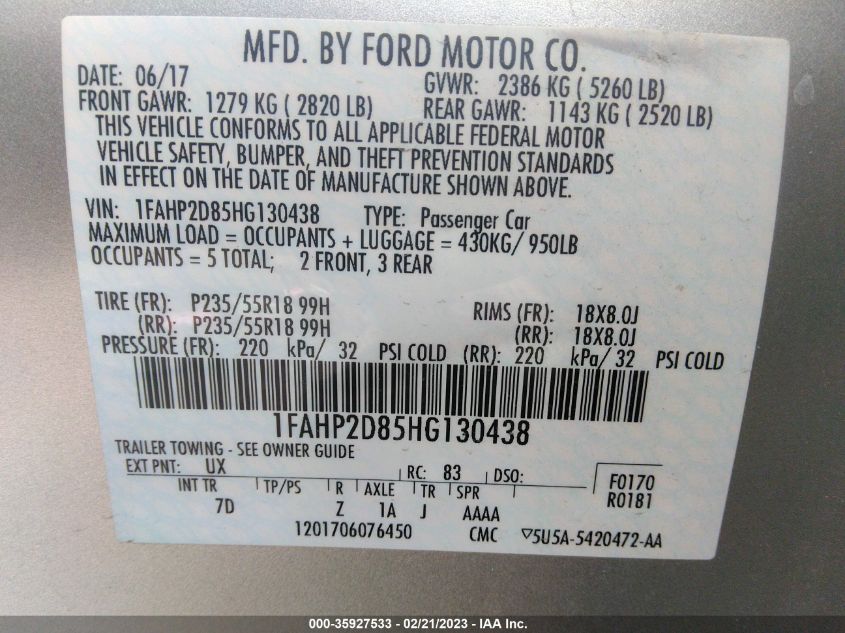 MFD. BY FORD MOTOR CO.
DATE: 06/17 GVWR: 2386 KG ( 5260 LB)
FRONT GAWR: 1279 KG ( 2820 LB) REAR GAWR: 1143 KG ( 2520 LB)
THIS VEHICLE CONFORMS TO ALL APPLICABLE FEDERAL MOTOR
VEHICLE SAFETY, BUMPER, AND THEFT PREVENTION STANDARDS
IN EFFECT ON THE DATE OF MANUFACTURE SHOWN ABOVE.
VIN: 1FAHP2D85HG130438 TYPE: Passenger Car
MAXIMUM LOAD = OCCUPANTS + LUGGAGE = 430KG/ 950LB
OCCUPANTS = 5 TOTAL; 2 FRONT, 3 REAR
TIRE (FR): P235/55R18 99H RIMS (FR): 18X8.0J
(RR): P235/55R18 99H (RR): 18X8.0J
PRESSURE (FR): 220 kPa/ 32 PSI COLD (RR): 220 kPa/ 32 PSI COLD
1FAHP2D85HG130438
TRAILER TOWING - SEE OWNER GUIDE
EXT PNT: UX RC: 83 DSO: F0170
INT TR TP/PS R AXLE TR SPR R0181
7D Z 1A J AAAA
1201706076450 CMC ▽5U5A-5420472-AA
000-35927533 - 02/21/2023 - IAA Inc.